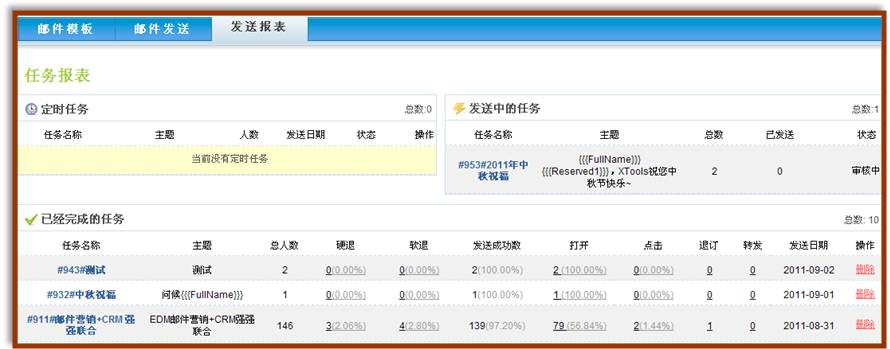 邮件模板 邮件发送 发送报表
任务报表
定时任务 总数:0
任务名称 主题 人数 发送日期 状态 操作
当前没有定时任务
发送中的任务 总数:1
任务名称 主题 总数 已发送 状态
#953#2011年中
秋祝福
{{{FullName}}}
{{{Reserved1}}}，XTools祝您中
秋节快乐~
2 0 审核中
已经完成的任务 总数: 10
任务名称 主题 总人数 硬退 软退 发送成功数 打开 点击 退订 转发 发送日期 操作
#943#测试 测试 2 0(0.00%) 0(0.00%) 2(100.00%) 2 (100.00%) 0(0.00%) 0 0 2011-09-02 删除
#932#中秋祝福 问候{{{FullName}}} 1 0(0.00%) 0(0.00%) 1(100.00%) 1 (100.00%) 0(0.00%) 0 0 2011-09-01 删除
#911#邮件营销+CRM 强
强联合
EDM邮件营销+CRM强强
联合
146 3(2.06%) 4(2.80%) 139(97.20%) 79 (56.84%) 2(1.44%) 1 0 2011-08-31 删除